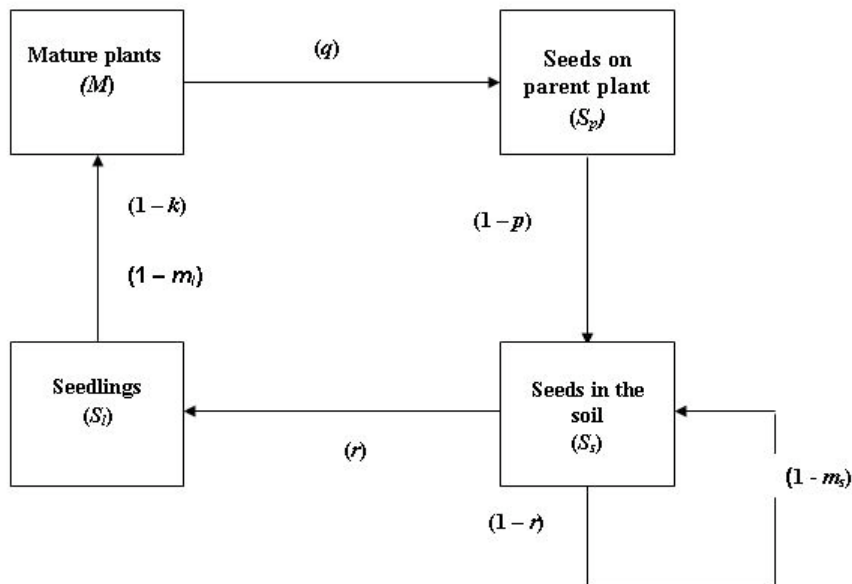 Mature plants
(M)
(q)
Seeds on
parent plant
(Sₚ)
(1 – k)
(1 – mₗ)
(1 – p)
Seedlings
(Sₗ)
(r)
Seeds in the
soil
(Sₛ)
(1 – r)
(1 - mₛ)